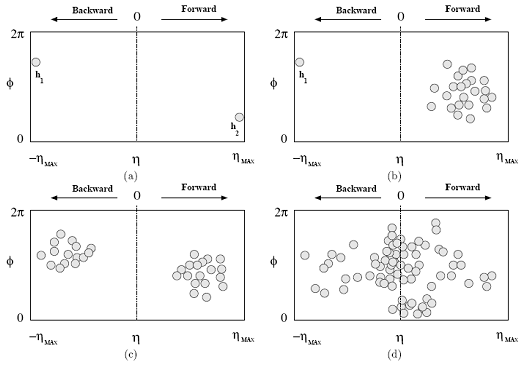 0 0
Backward Forward Backward Forward
2π 2π
h1 h1
ϕ ϕ
h2
0 0
−ηMAX η ηMAX −ηMAX η ηMAX
(a) (b)
0 0
Backward Forward Backward Forward
2π 2π
ϕ ϕ
0 0
−ηMAX η ηMAX −ηMAX η ηMAX
(c) (d)